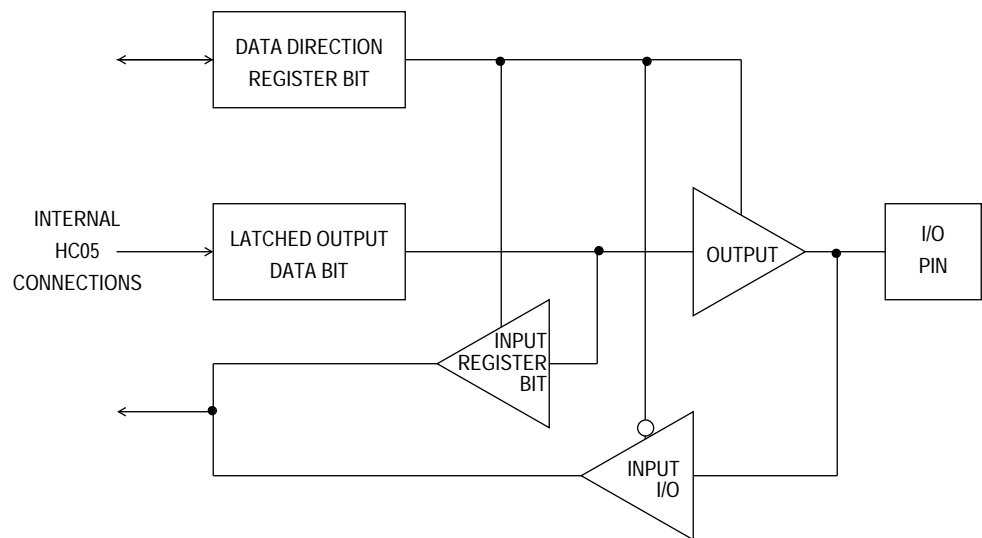 DATA DIRECTION
REGISTER BIT
INTERNAL
HC05
CONNECTIONS
LATCHED OUTPUT
DATA BIT
OUTPUT
I/O
PIN
INPUT
REGISTER
BIT
INPUT
I/O